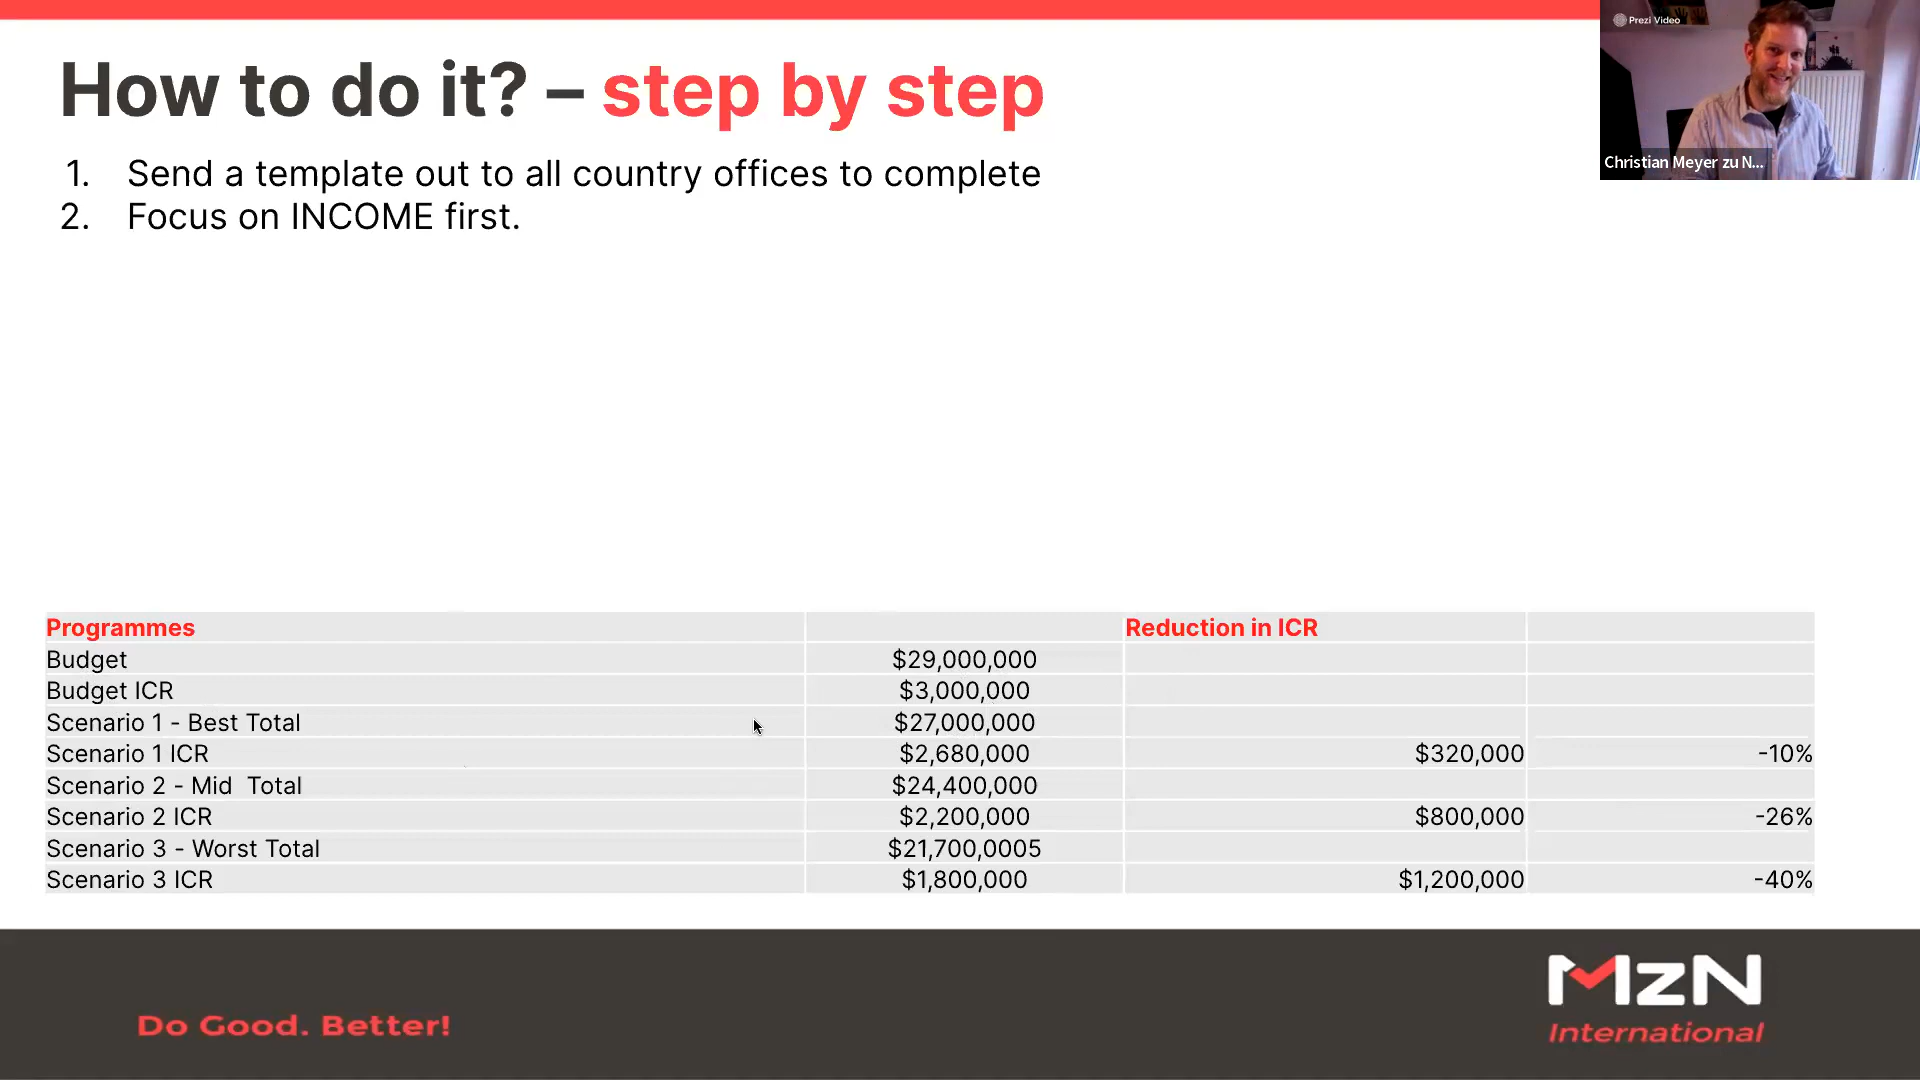 How to do it? – step by step
1. Send a template out to all country offices to complete
2. Focus on INCOME first.
Prezi Video
Christian Meyer zu N...
Programmes Reduction in ICR
Budget $29,000,000
Budget ICR $3,000,000
Scenario 1 - Best Total $27,000,000
Scenario 1 ICR $2,680,000 $320,000 -10%
Scenario 2 - Mid  Total $24,400,000
Scenario 2 ICR $2,200,000 $800,000 -26%
Scenario 3 - Worst Total $21,700,0005
Scenario 3 ICR $1,800,000 $1,200,000 -40%
Do Good. Better!
MzN
International